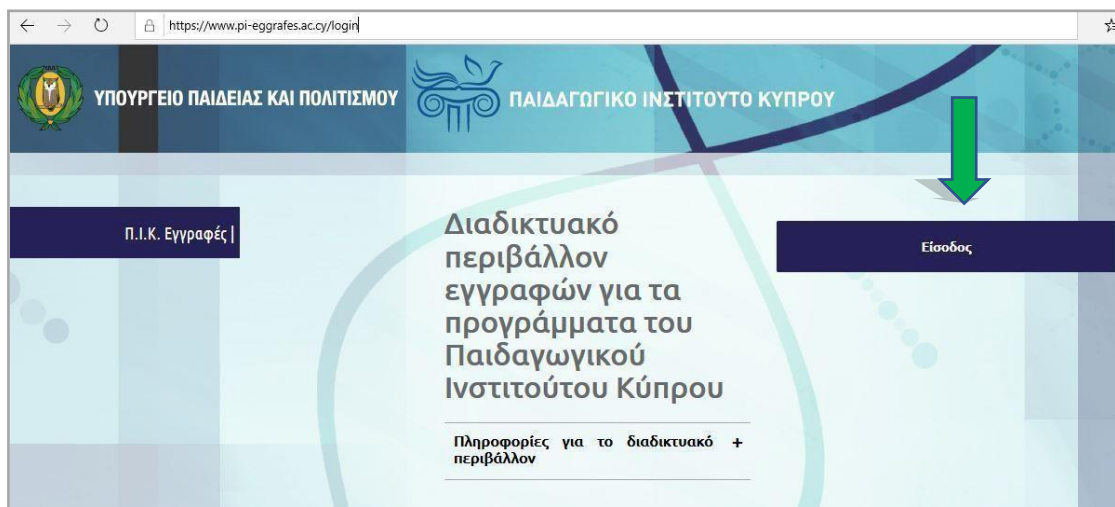 https://www.pi-eggrafes.ac.cy/login
ΥΠΟΥΡΓΕΙΟ ΠΑΙΔΕΙΑΣ ΚΑΙ ΠΟΛΙΤΙΣΜΟΥ
ΠΑΙΔΑΓΩΓΙΚΟ ΙΝΣΤΙΤΟΥΤΟ ΚΥΠΡΟΥ
Π.Ι.Κ. Εγγραφές |
Διαδικτυακό
περιβάλλον
εγγραφών για τα
προγράμματα του
Παιδαγωγικού
Ινστιτούτου Κύπρου
Πληροφορίες για το διαδικτυακό +
περιβάλλον
Είσοδος